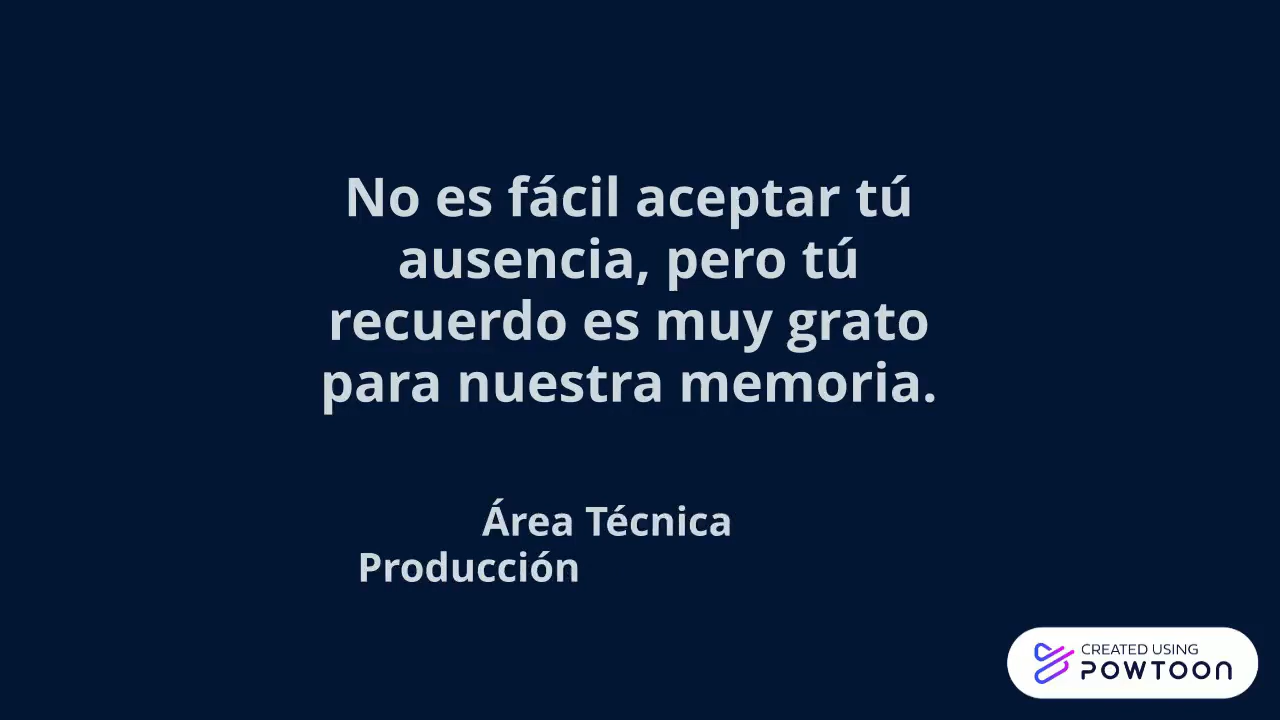 No es fácil aceptar tú
ausencia, pero tú
recuerdo es muy grato
para nuestra memoria.
Área Técnica
Producción
CREATED USING
POWTOON